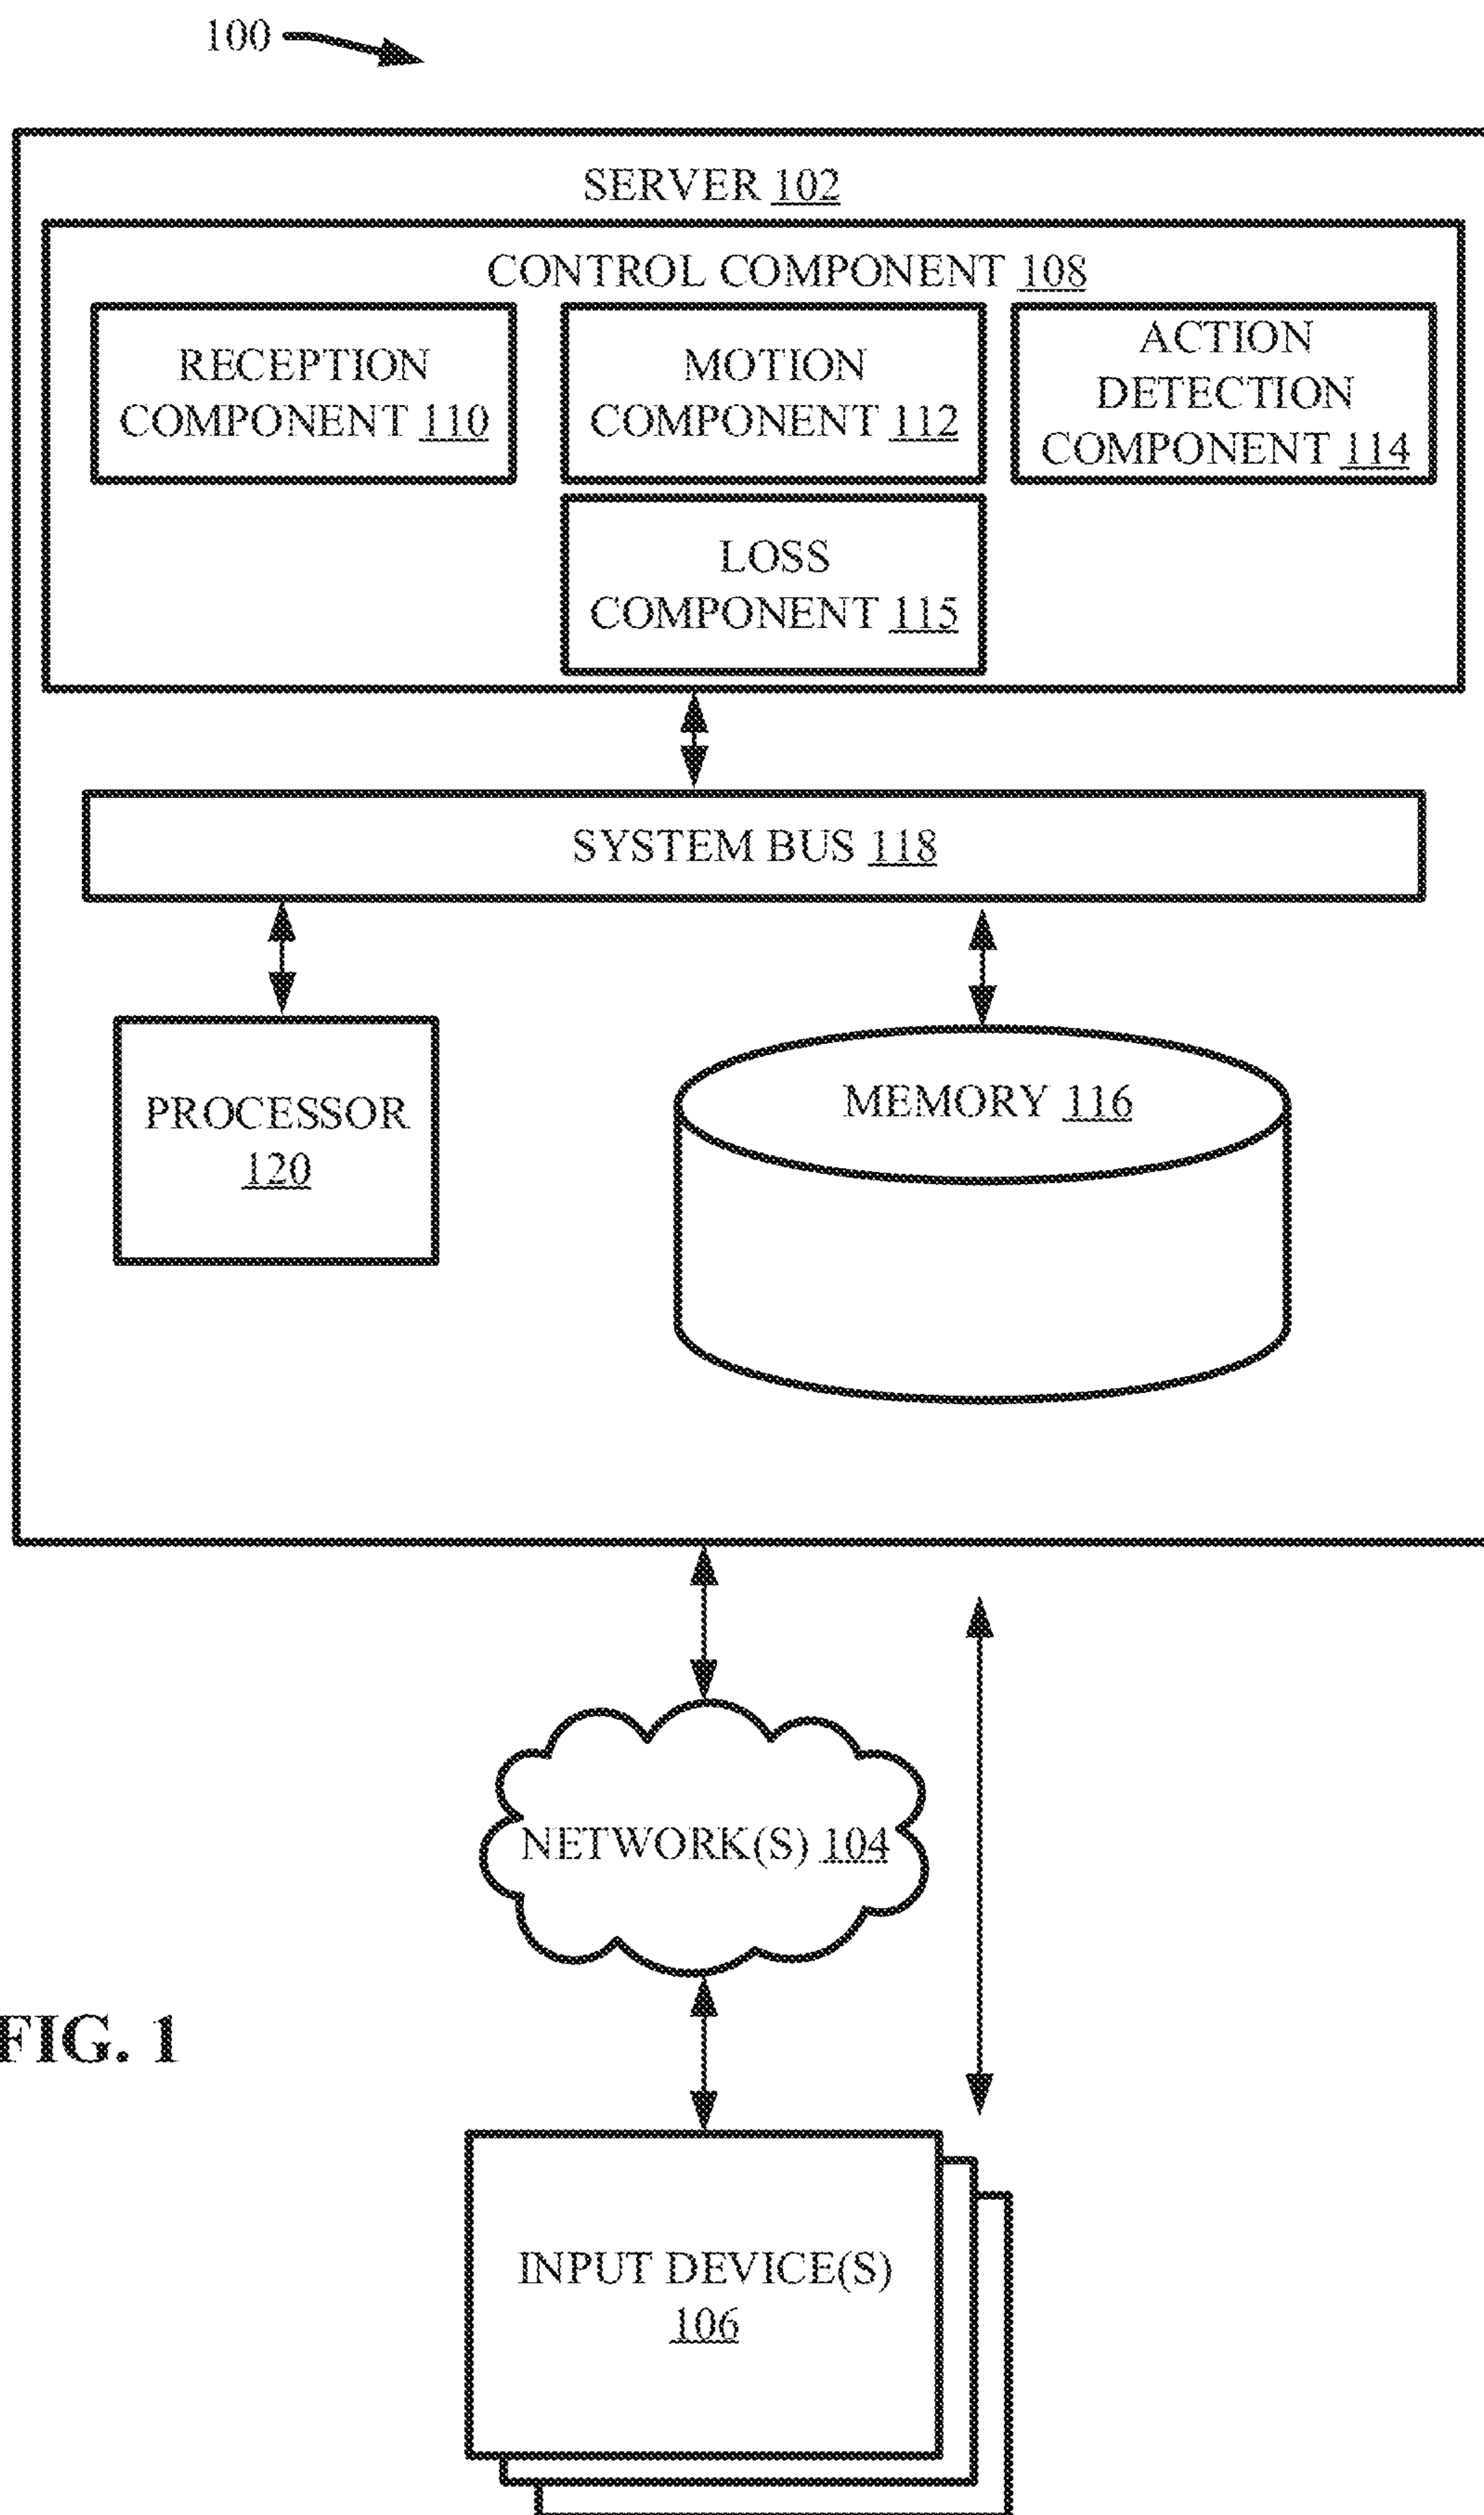 100
SERVER 102
CONTROL COMPONENT 108
RECEPTION
COMPONENT 110
MOTION
COMPONENT 112
ACTION
DETECTION
COMPONENT 114
LOSS
COMPONENT 115
SYSTEM BUS 118
PROCESSOR
120
MEMORY 116
NETWORK(S) 104
FIG. 1
INPUT DEVICE(S)
106